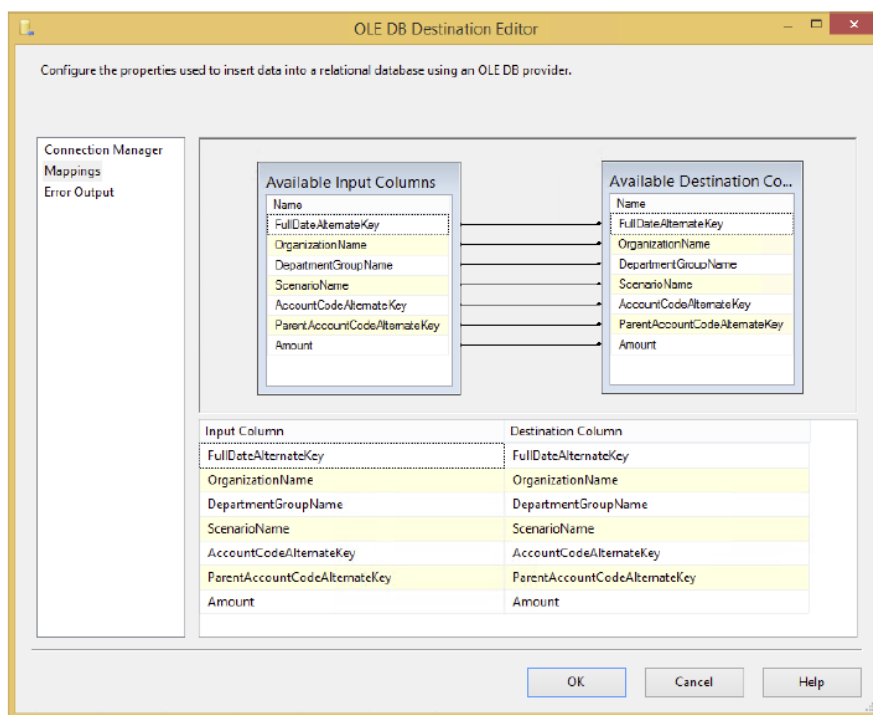 OLE DB Destination Editor
Configure the properties used to insert data into a relational database using an OLE DB provider.
Connection Manager
Mappings
Error Output
Available Input Columns
Name
FullDateAlternateKey
OrganizationName
DepartmentGroupName
ScenarioName
AccountCodeAlternateKey
ParentAccountCodeAlternateKey
Amount
Available Destination Co...
Name
FullDateAlternateKey
OrganizationName
DepartmentGroupName
ScenarioName
AccountCodeAlternateKey
ParentAccountCodeAlternateKey
Amount
Input Column Destination Column
FullDateAlternateKey FullDateAlternateKey
OrganizationName OrganizationName
DepartmentGroupName DepartmentGroupName
ScenarioName ScenarioName
AccountCodeAlternateKey AccountCodeAlternateKey
ParentAccountCodeAlternateKey ParentAccountCodeAlternateKey
Amount Amount
OK Cancel Help